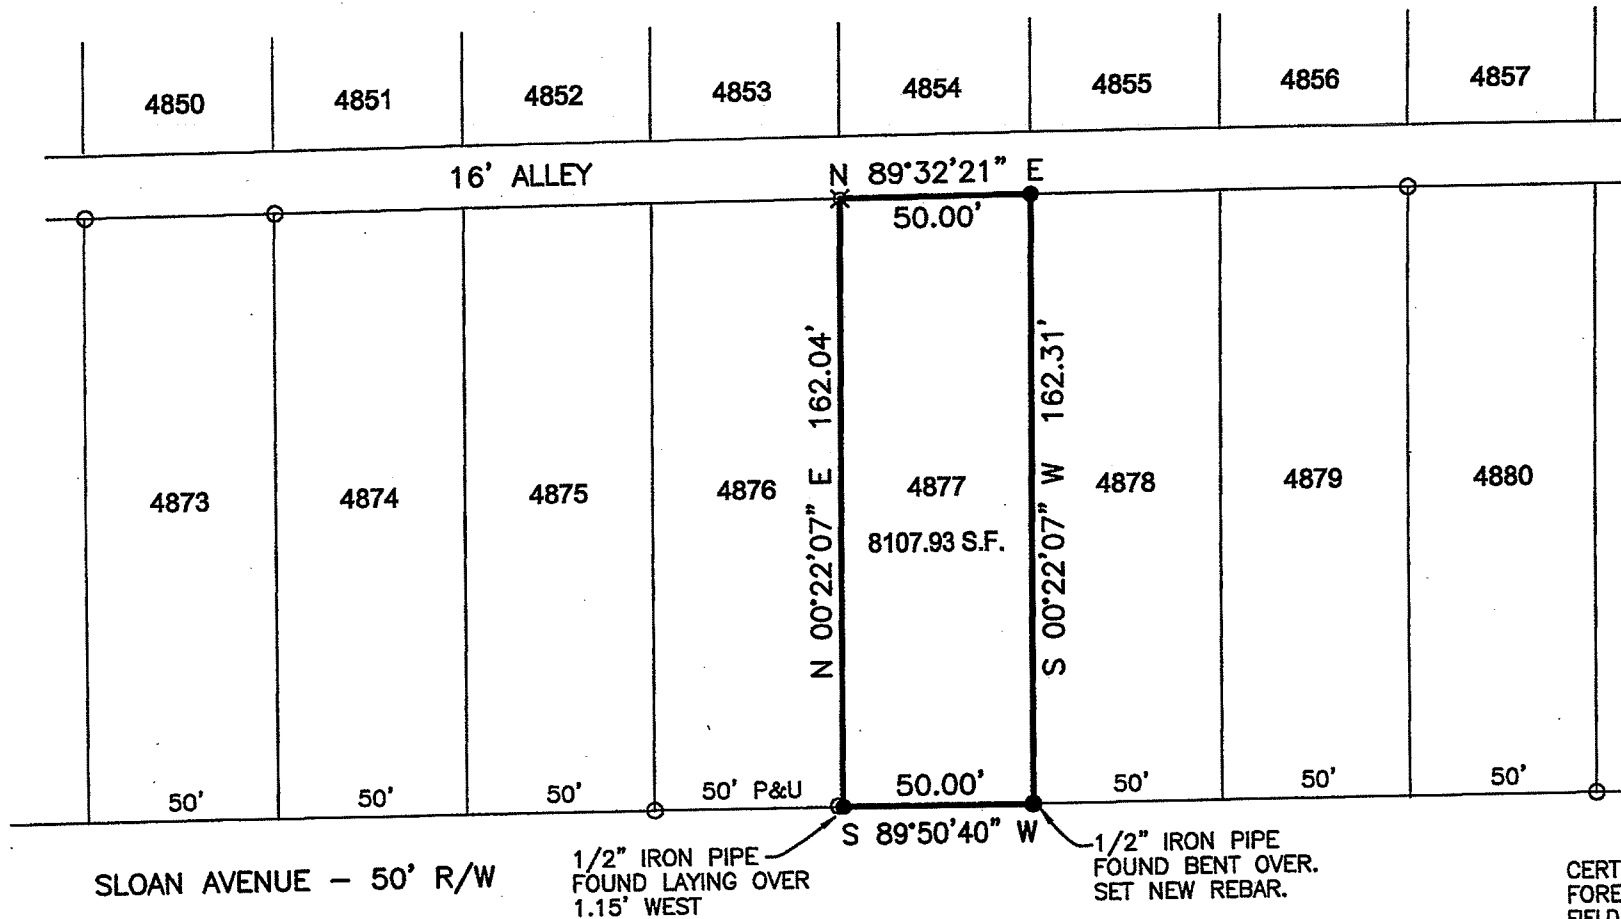 4850 4851 4852 4853 4854 4855 4856 4857
16' ALLEY
N 89°32'21" E
50.00'
N 00°22'07" E 162.04'
S 00°22'07" W 162.31'
4873 4874 4875 4876 4877 4878 4879 4880
8107.93 S.F.
50' 50' 50' 50' P&U 50.00' 50' 50' 50'
S 89°50'40" W
SLOAN AVENUE - 50' R/W
1/2" IRON PIPE
FOUND LAYING OVER
1.15' WEST
1/2" IRON PIPE
FOUND BENT OVER.
SET NEW REBAR.
CERT
FORE
FIELD